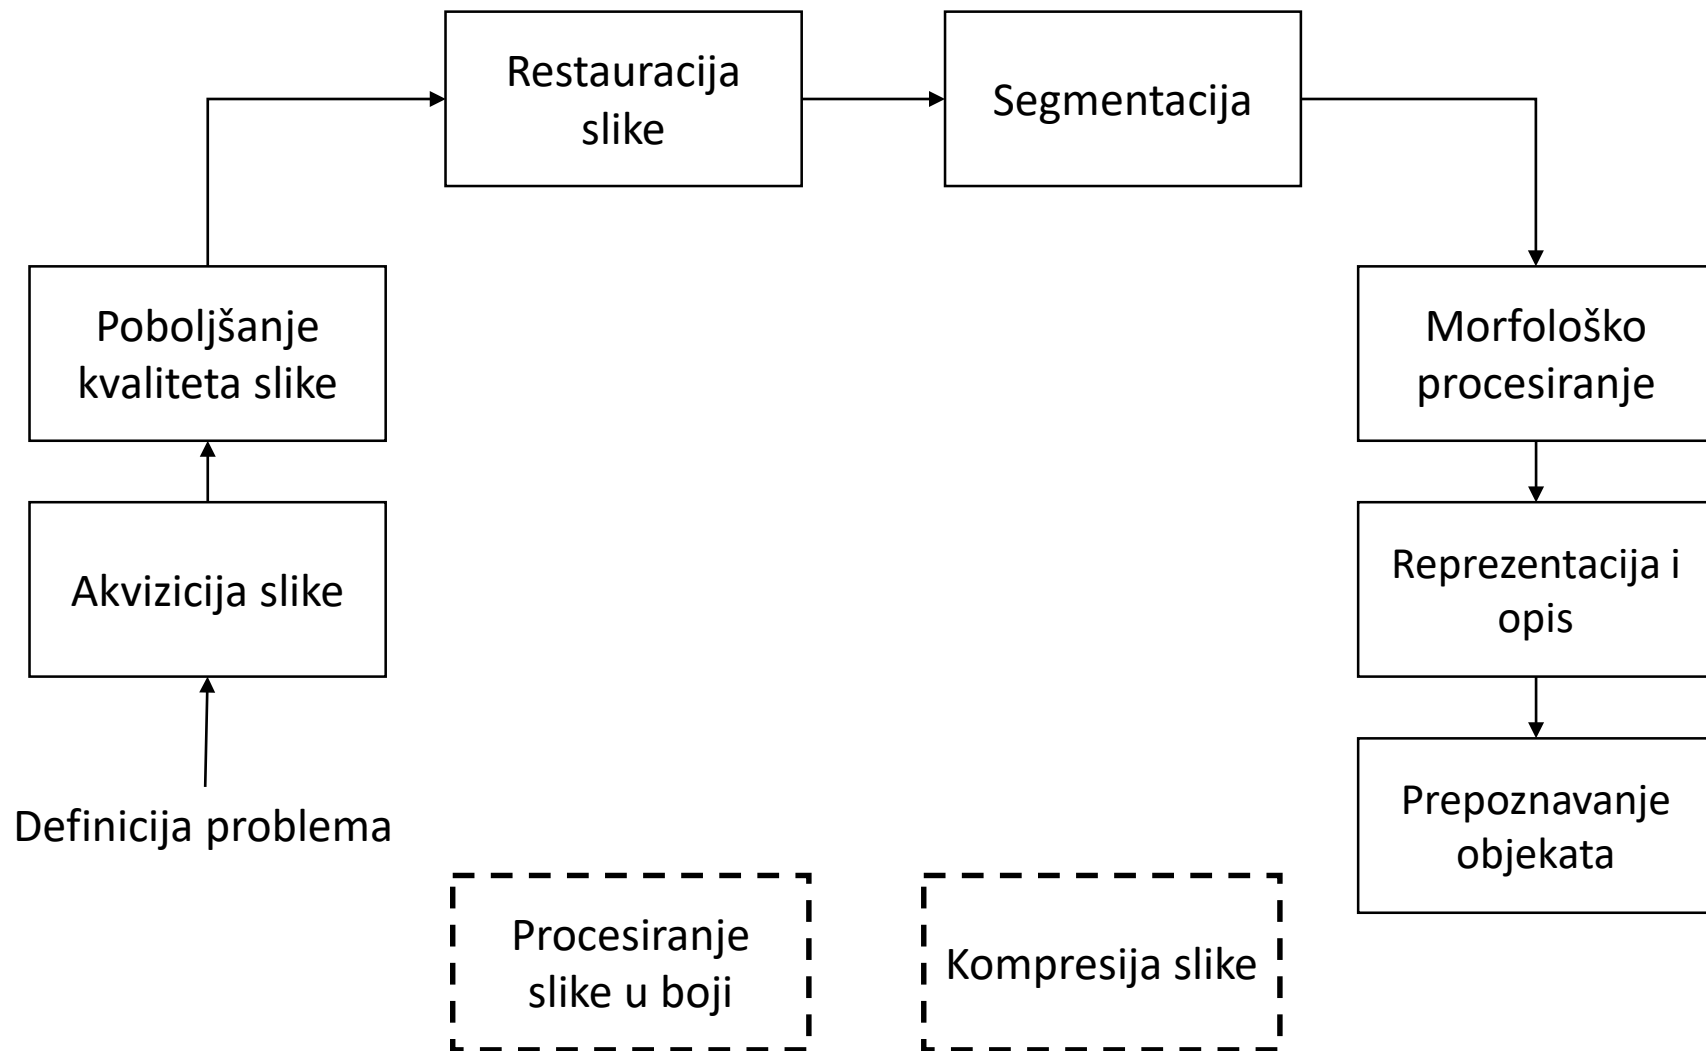 Restauracija
slike
Segmentacija
Poboljšanje
kvaliteta slike
Morfološko
procesiranje
Akvizicija slike
Reprezentacija i
opis
Definicija problema
Prepoznavanje
objekata
Procesiranje
slike u boji
Kompresija slike